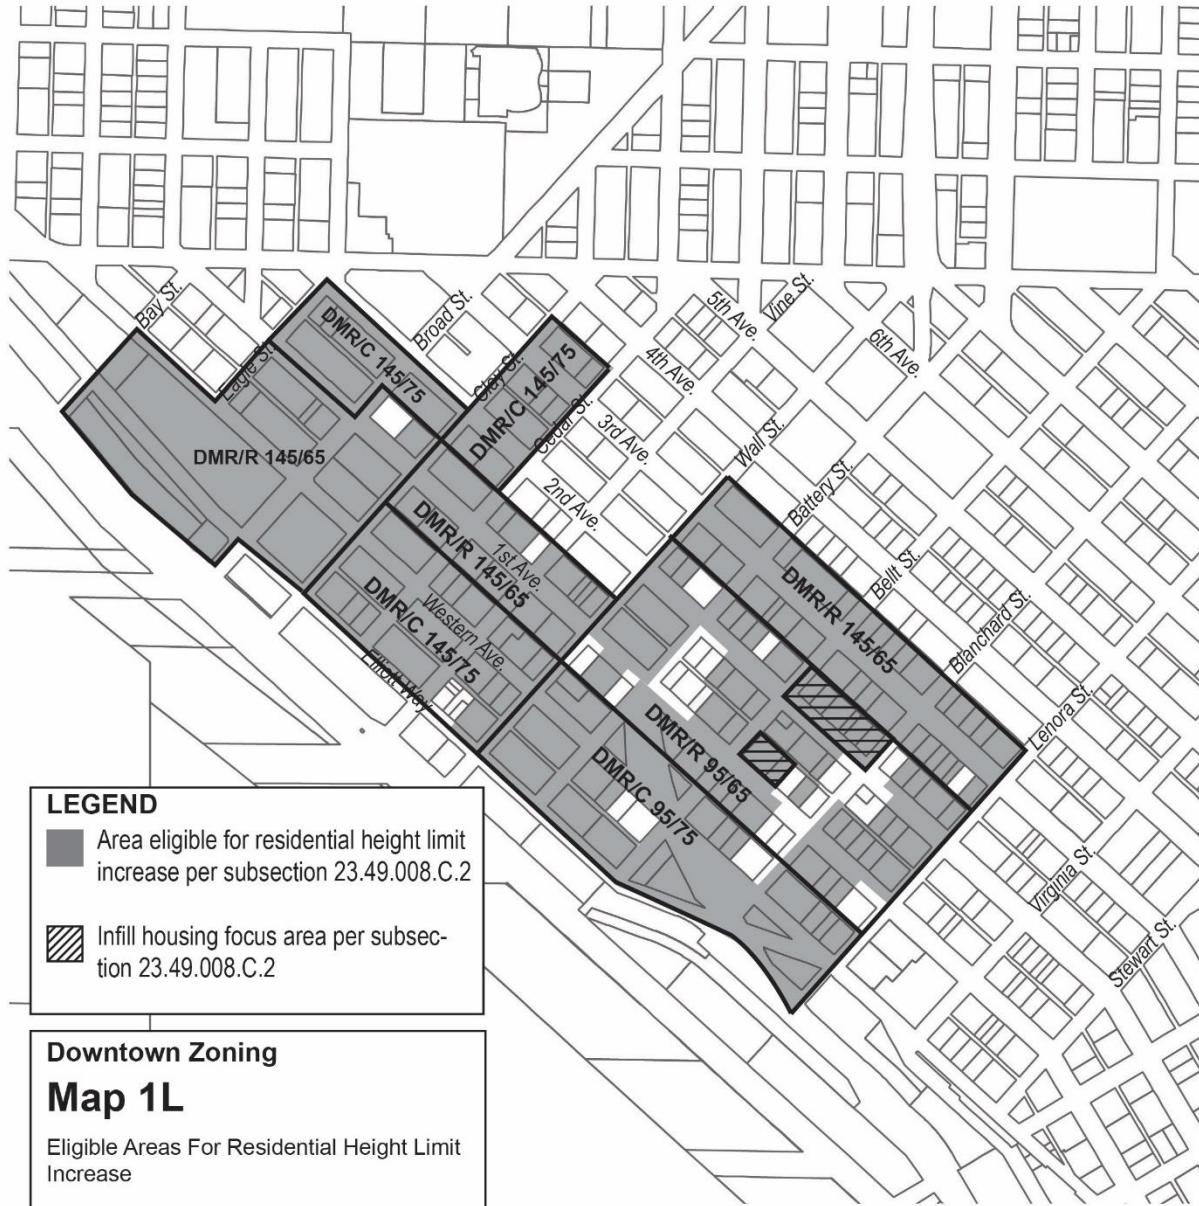 Bay St.
Eagle St.
DMR/C 145/75
Broad St.
Clay St.
DMR/C 145/75
Cedar St.
5th Ave.
Vine St.
4th Ave.
6th Ave.
3rd Ave.
2nd Ave.
Wall St.
Battery St.
Bellt St.
Blanchard St.
Lenora St.
Virginia St.
Stewart St.
DMR/R 145/65
DMR/R 145/65
1st Ave.
DMR/C 145/75
Western Ave.
Elliott Way
DMR/R 145/65
DMR/R 95/65
DMR/C 95/75
LEGEND
Area eligible for residential height limit
increase per subsection 23.49.008.C.2
Infill housing focus area per subsec-
tion 23.49.008.C.2
Downtown Zoning
Map 1L
Eligible Areas For Residential Height Limit
Increase